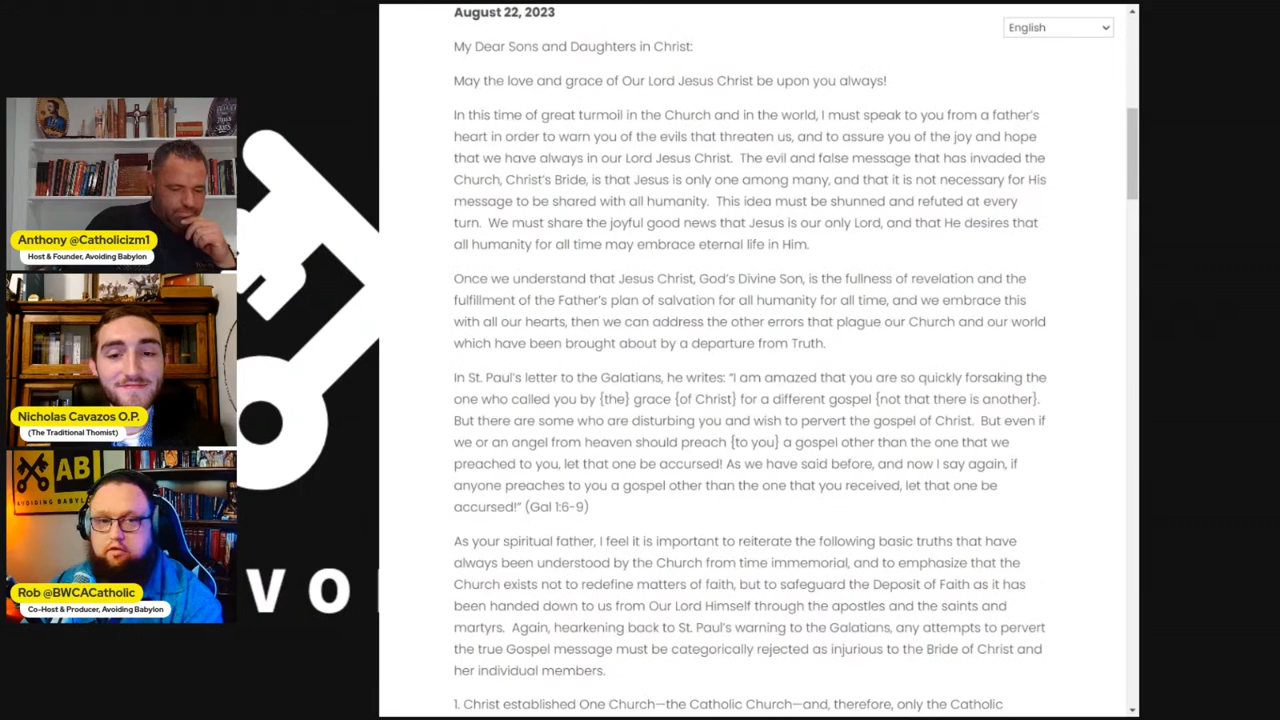 Anthony @Catholicizm1
Host & Founder, Avoiding Babylon
Nicholas Cavazos O.P.
(The Traditional Thomist)
AB
AVOIDING BABYL
Rob @BWCACatholic
Co-Host & Producer, Avoiding Babylon
VO
English
August 22, 2023
My Dear Sons and Daughters in Christ:
May the love and grace of Our Lord Jesus Christ be upon you always!
In this time of great turmoil in the Church and in the world, I must speak to you from a father's
heart in order to warn you of the evils that threaten us, and to assure you of the joy and hope
that we have always in our Lord Jesus Christ.  The evil and false message that has invaded the
Church, Christ's Bride, is that Jesus is only one among many, and that it is not necessary for His
message to be shared with all humanity.  This idea must be shunned and refuted at every
turn.  We must share the joyful good news that Jesus is our only Lord, and that He desires that
all humanity for all time may embrace eternal life in Him.
Once we understand that Jesus Christ, God's Divine Son, is the fullness of revelation and the
fulfillment of the Father's plan of salvation for all humanity for all time, and we embrace this
with all our hearts, then we can address the other errors that plague our Church and our world
which have been brought about by a departure from Truth.
In St. Paul's letter to the Galatians, he writes: "I am amazed that you are so quickly forsaking the
one who called you by {the} grace {of Christ} for a different gospel {not that there is another}.
But there are some who are disturbing you and wish to pervert the gospel of Christ.  But even if
we or an angel from heaven should preach {to you} a gospel other than the one that we
preached to you, let that one be accursed! As we have said before, and now I say again, if
anyone preaches to you a gospel other than the one that you received, let that one be
accursed!" (Gal 1:6-9)
As your spiritual father, I feel it is important to reiterate the following basic truths that have
always been understood by the Church from time immemorial, and to emphasize that the
Church exists not to redefine matters of faith, but to safeguard the Deposit of Faith as it has
been handed down to us from Our Lord Himself through the apostles and the saints and
martyrs.  Again, hearkening back to St. Paul's warning to the Galatians, any attempts to pervert
the true Gospel message must be categorically rejected as injurious to the Bride of Christ and
her individual members.
1. Christ established One Church—the Catholic Church—and, therefore, only the Catholic